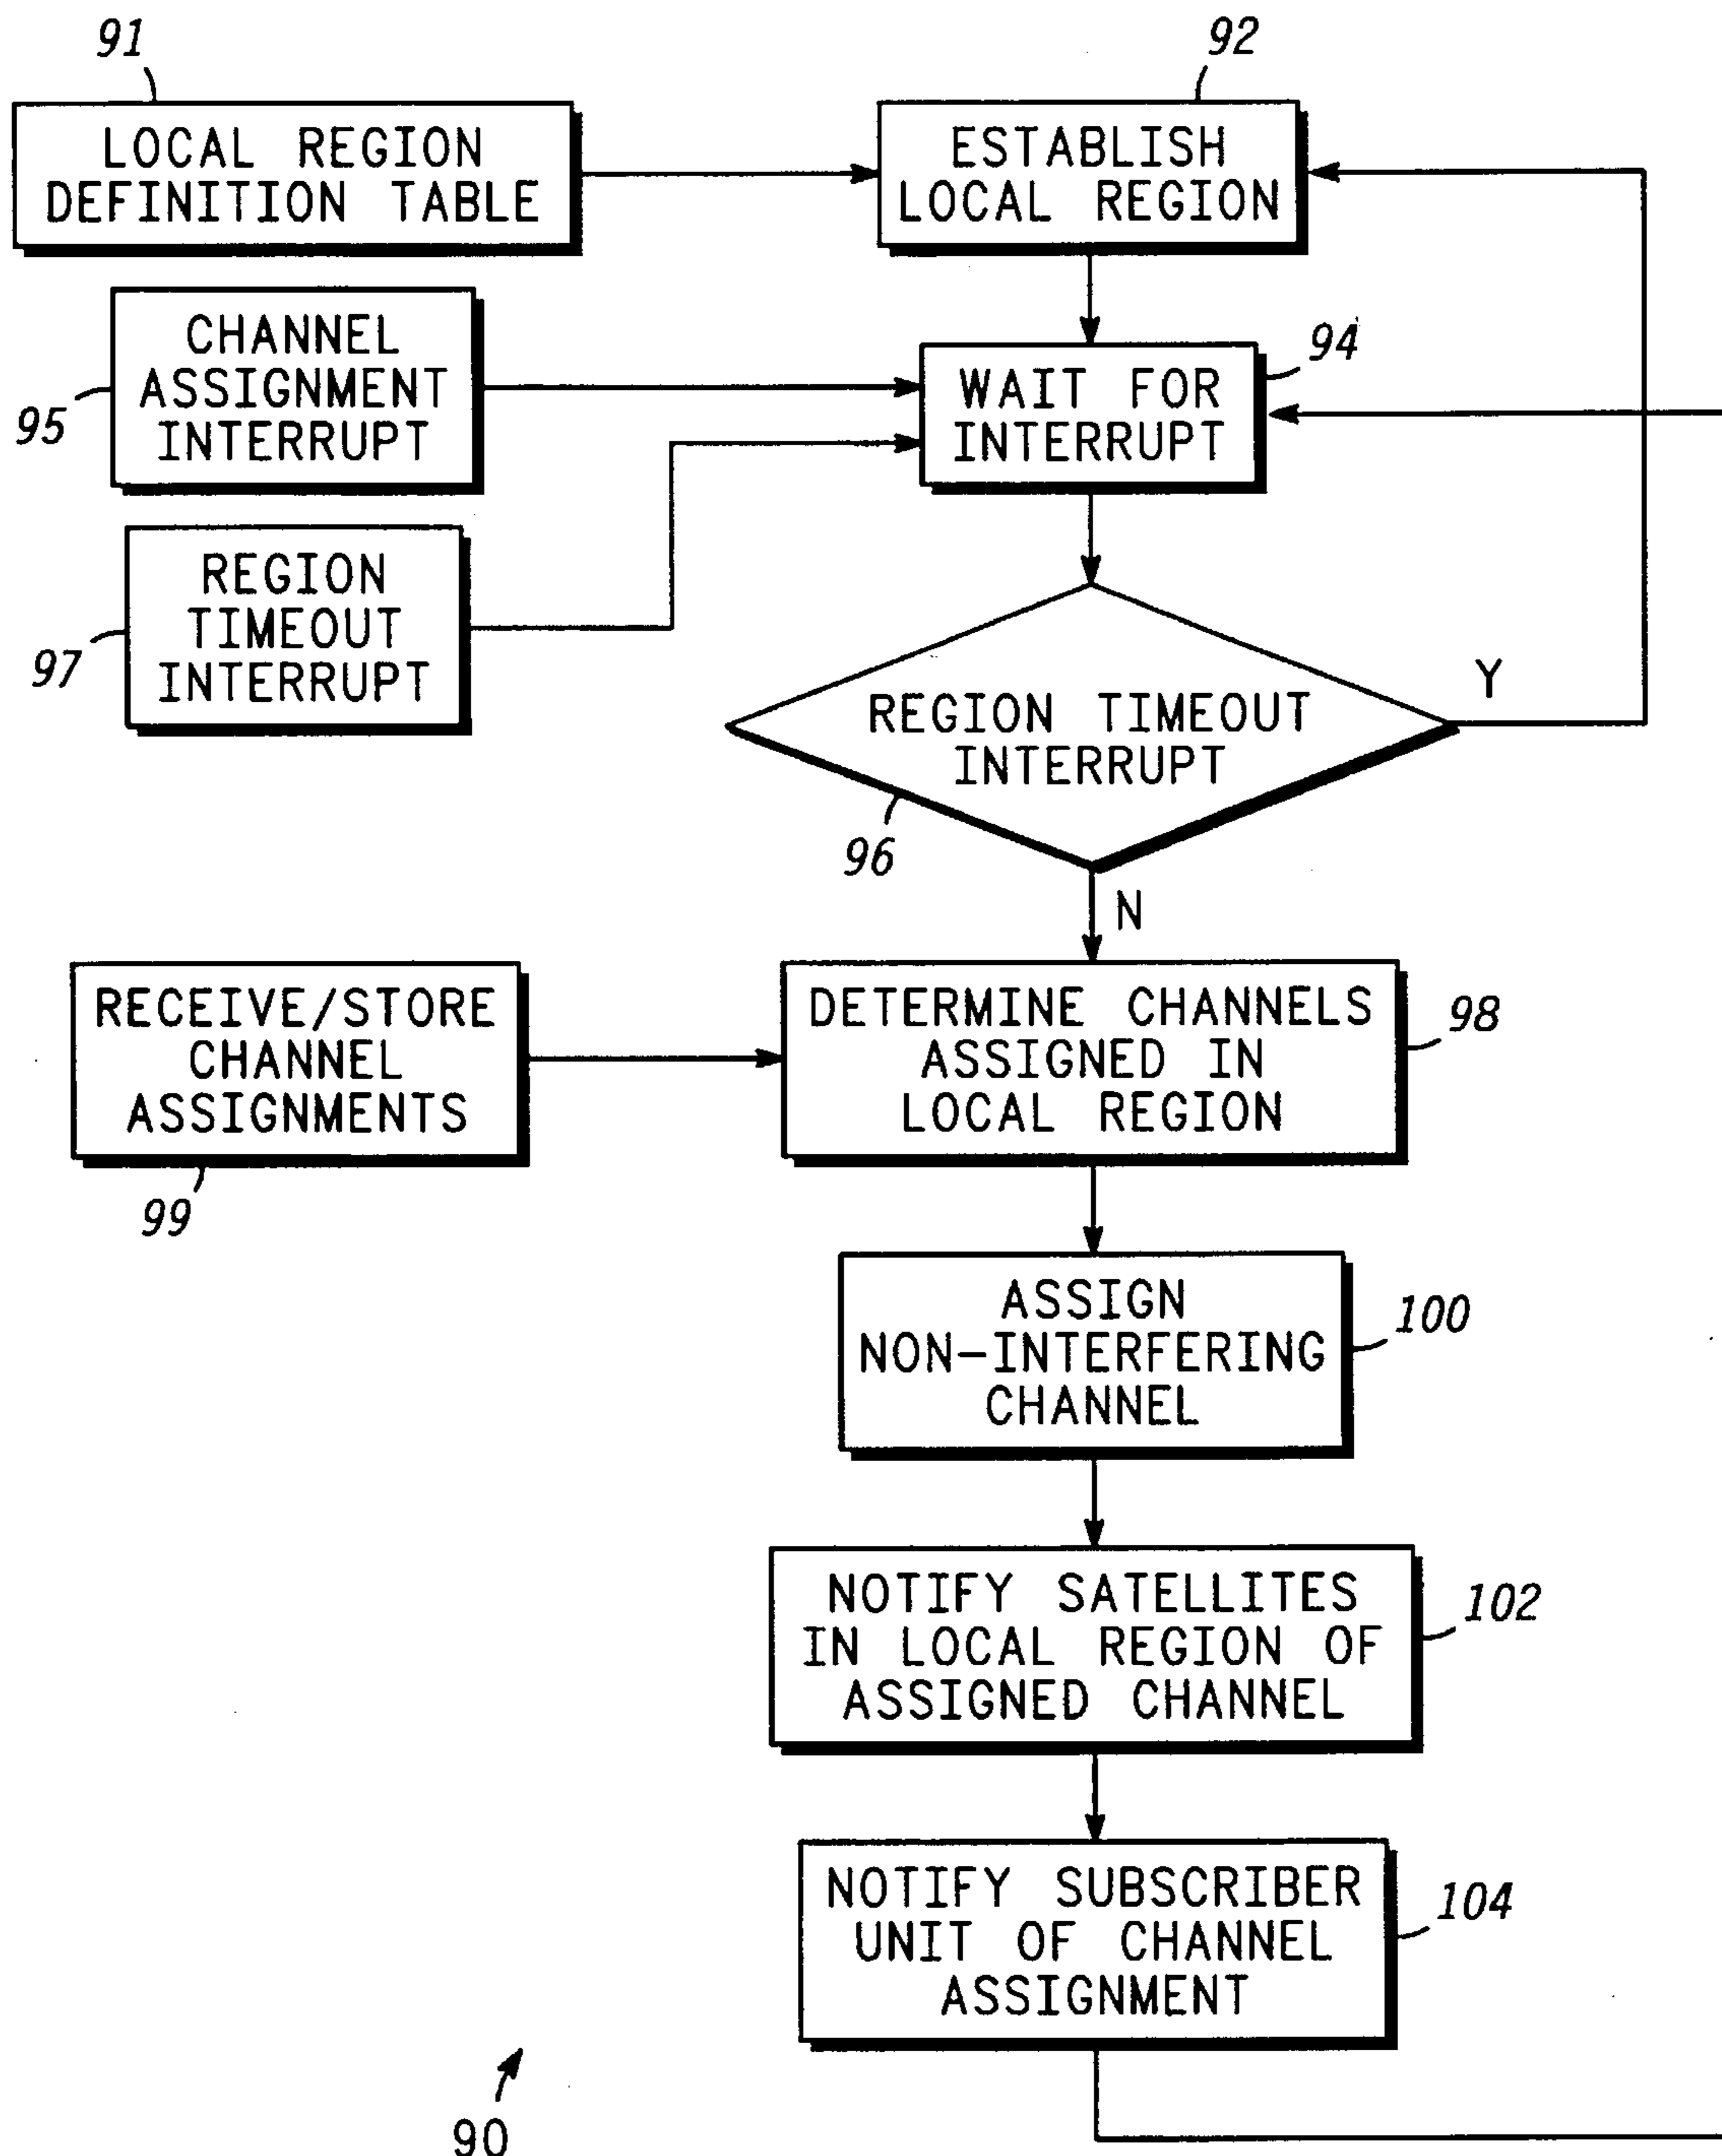 91
LOCAL REGION
DEFINITION TABLE
92
ESTABLISH
LOCAL REGION
CHANNEL
ASSIGNMENT
INTERRUPT
95
94
WAIT FOR
INTERRUPT
REGION
TIMEOUT
INTERRUPT
97
REGION TIMEOUT
INTERRUPT
Y
96
N
RECEIVE/STORE
CHANNEL
ASSIGNMENTS
99
DETERMINE CHANNELS
ASSIGNED IN
LOCAL REGION
98
ASSIGN
NON-INTERFERING
CHANNEL
100
NOTIFY SATELLITES
IN LOCAL REGION OF
ASSIGNED CHANNEL
102
NOTIFY SUBSCRIBER
UNIT OF CHANNEL
ASSIGNMENT
104
90